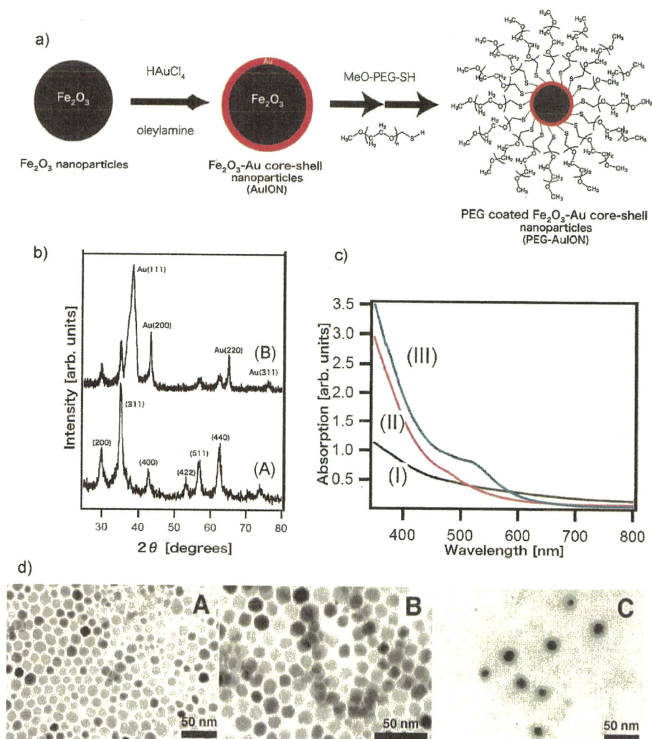 a)
Fe2O3
Fe2O3 nanoparticles
HAuCl4
oleylamine
Au
Fe2O3
Fe2O3-Au core-shell
nanoparticles
(AuION)
MeO-PEG-SH
PEG coated Fe2O3-Au core-shell
nanoparticles
(PEG-AuION)
b)
Intensity [arb. units]
Au(111)
Au(200)
Au(220)
Au(311)
(B)
(200)
(311)
(400)
(422)
(511)
(440)
(A)
30 40 50 60 70 80
2θ [degrees]
c)
Absorption [arb. units]
3.5
3.0
2.5
2.0
1.5
1.0
0.5
(III)
(II)
(I)
400 500 600 700 800
Wavelength [nm]
d)
A
50 nm
B
50 nm
C
50 nm